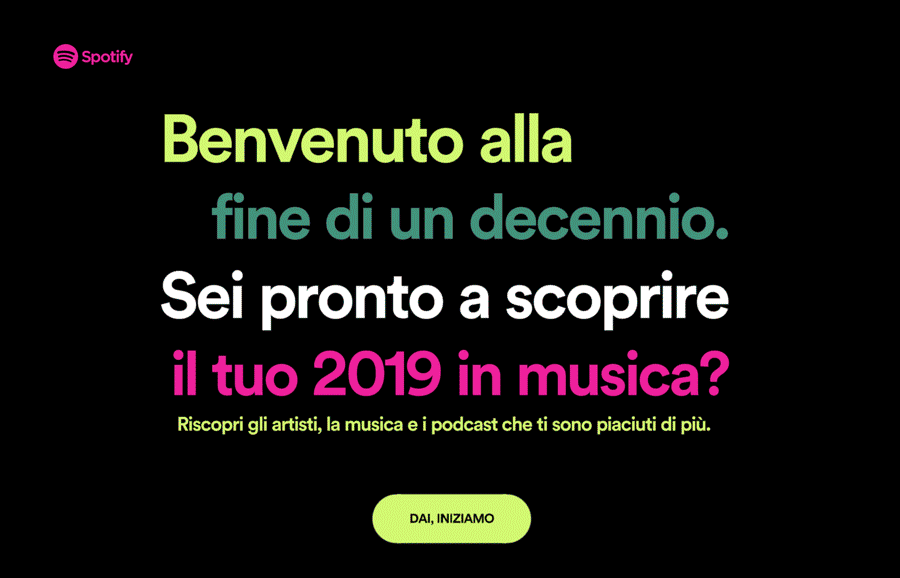 Spotify
Benvenuto alla
fine di un decennio.
Sei pronto a scoprire
il tuo 2019 in musica?
Riscopri gli artisti, la musica e i podcast che ti sono piaciuti di più.
DAI, INIZIAMO